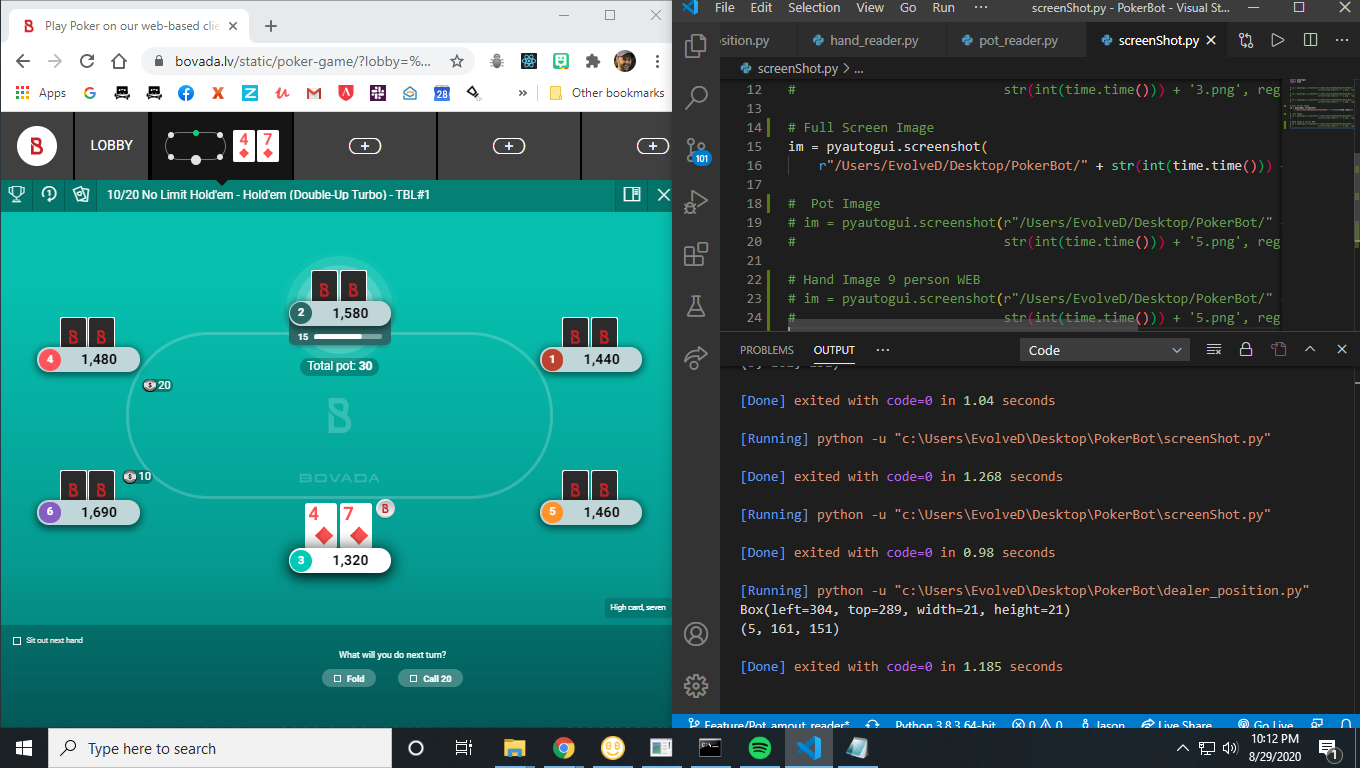 Play Poker on our web-based clie
bovada.lv/static/poker-game/?lobby=%...
Apps
28
»
Other bookmarks
LOBBY
4 7
10/20 No Limit Hold'em - Hold'em (Double-Up Turbo) - TBL#1
2 1,580
15
4 1,480
1 1,440
Total pot: 30
20
10
BOVADA
6 1,690
5 1,460
4 7
3 1,320
High card, seven
Sit out next hand
What will you do next turn?
Fold
Call 20
File Edit Selection View Go Run ··· screenShot.py - PokerBot - Visual St...
osition.py hand_reader.py pot_reader.py screenShot.py
screenShot.py > ...
12 # str(int(time.time())) + '3.png', reg
13
14 # Full Screen Image
15 im = pyautogui.screenshot(
16 r"/Users/EvolveD/Desktop/PokerBot/" + str(int(time.time()))
17
18 # Pot Image
19 # im = pyautogui.screenshot(r"/Users/EvolveD/Desktop/PokerBot/"
20 # str(int(time.time())) + '5.png', reg
21
22 # Hand Image 9 person WEB
23 # im = pyautogui.screenshot(r"/Users/EvolveD/Desktop/PokerBot/"
24 # str(int(time.time())) + '5.png', reg
101
PROBLEMS OUTPUT ··· Code
[Done] exited with code=0 in 1.04 seconds
[Running] python -u "c:\Users\EvolveD\Desktop\PokerBot\screenShot.py"
[Done] exited with code=0 in 1.268 seconds
[Running] python -u "c:\Users\EvolveD\Desktop\PokerBot\screenShot.py"
[Done] exited with code=0 in 0.98 seconds
[Running] python -u "c:\Users\EvolveD\Desktop\PokerBot\dealer_position.py"
Box(left=304, top=289, width=21, height=21)
(5, 161, 151)
[Done] exited with code=0 in 1.185 seconds
Feature/Pot_amout_reader* Python 3.8.3 64-bit 0 0 Jason Live Share Go Live
Type here to search
10:12 PM
8/29/2020
1